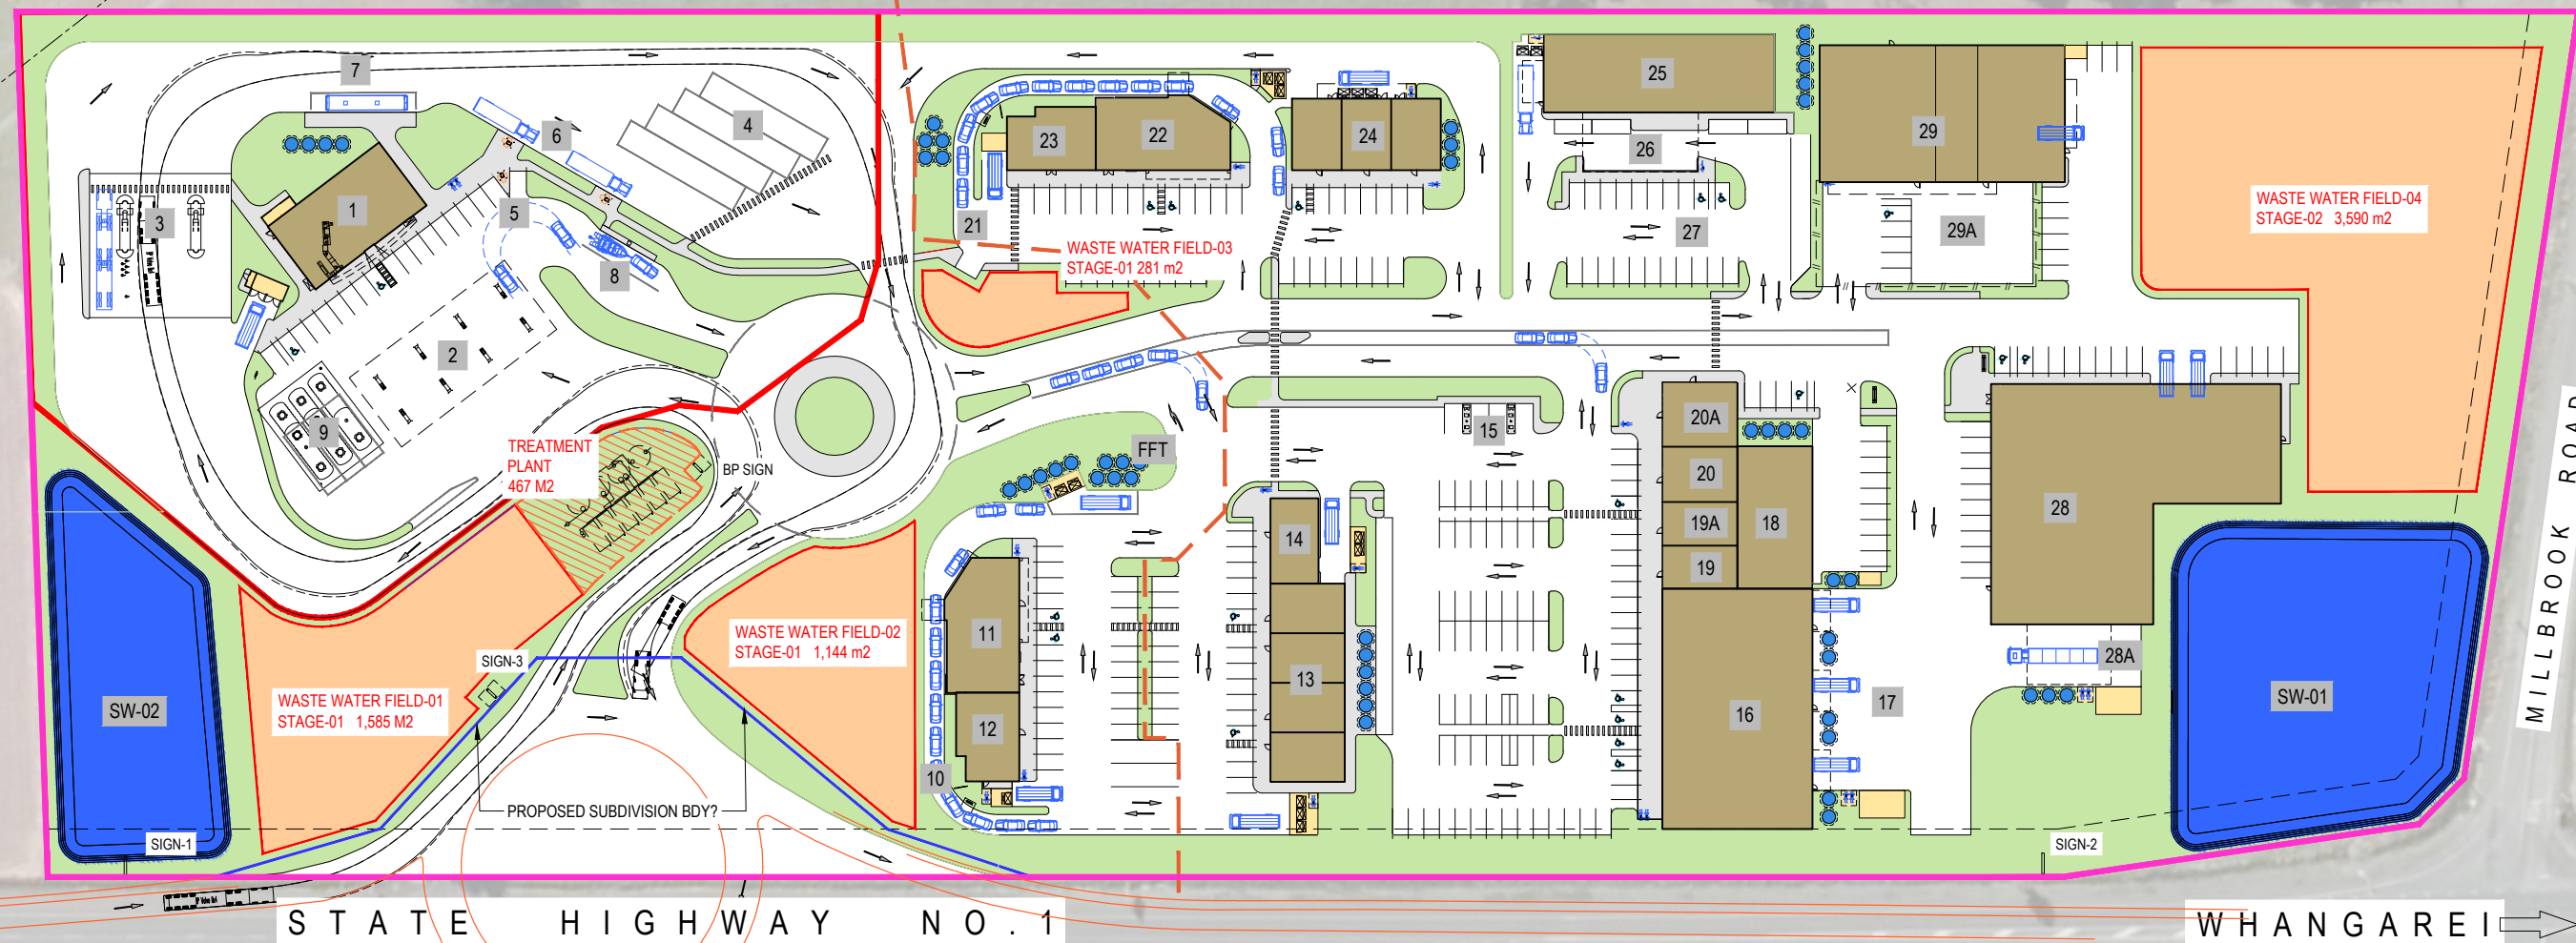 7
6
4
3
1
5
8
2
9
21
23
22
24
25
26
27
29
29A
WASTE WATER FIELD-04
STAGE-02 3,590 m2
WASTE WATER FIELD-03
STAGE-01 281 m2
TREATMENT
PLANT
467 M2
BP SIGN
FFT
15
20A
20
19A
19
18
28
28A
14
13
11
12
10
16
17
SW-01
SW-02
WASTE WATER FIELD-02
STAGE-01 1,144 m2
SIGN-3
WASTE WATER FIELD-01
STAGE-01 1,585 M2
PROPOSED SUBDIVISION BDY?
SIGN-1
SIGN-2
MILLBROOK ROAD
STATE HIGHWAY NO.1
WHANGAREI